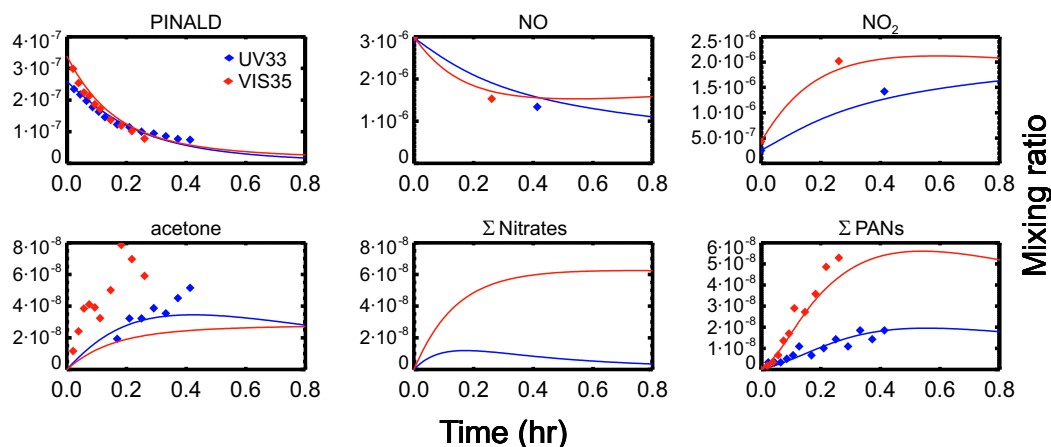 PINALD
NO
NO2
4·10-7
3·10-7
2·10-7
1·10-7
0
UV33
VIS35
0.0 0.2 0.4 0.6 0.8
3·10-6
2·10-6
1·10-6
0
0.0 0.2 0.4 0.6 0.8
2.5·10-6
2.0·10-6
1.5·10-6
1.0·10-6
5.0·10-7
0
0.0 0.2 0.4 0.6 0.8
acetone
Σ Nitrates
Σ PANs
8·10-8
6·10-8
4·10-8
2·10-8
0
0.0 0.2 0.4 0.6 0.8
8·10-8
6·10-8
4·10-8
2·10-8
0
0.0 0.2 0.4 0.6 0.8
6·10-8
5·10-8
4·10-8
3·10-8
2·10-8
1·10-8
0
0.0 0.2 0.4 0.6 0.8
Mixing ratio
Time (hr)